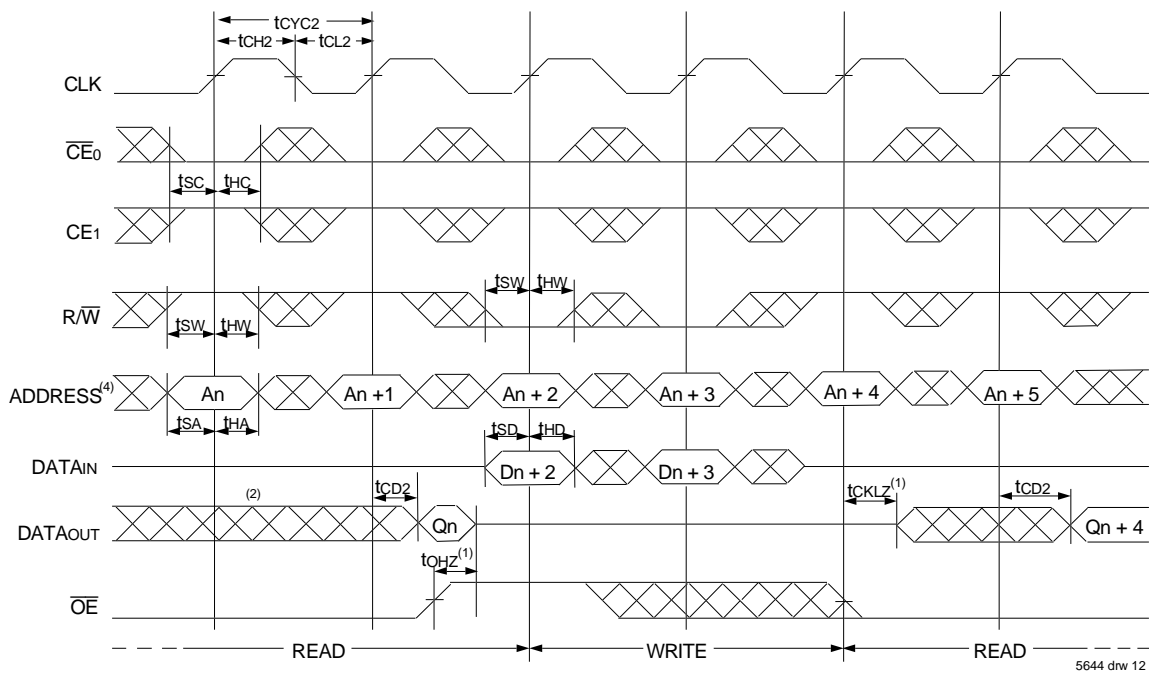 tCYC2
tCH2 tCL2
CLK
CE0
tSC tHC
CE1
tSW tHW
R/W
tSW tHW
ADDRESS(4) An An + 1 An + 2 An + 3 An + 4 An + 5
tSA tHA tSD tHD
DATAIN Dn + 2 Dn + 3
(2) tCD2 tCKLZ(1) tCD2
DATAOUT Qn Qn + 4
tOHZ(1)
OE
READ WRITE READ
5644 drw 12